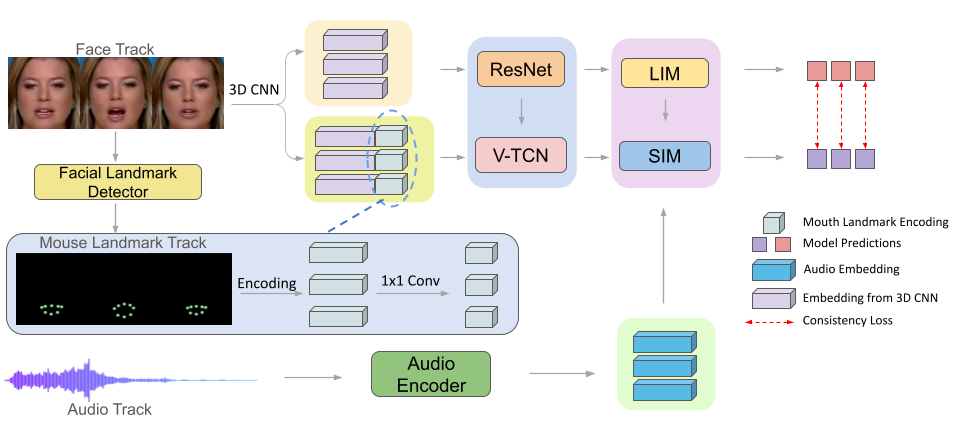 Face Track
3D CNN
ResNet
LIM
Facial Landmark
Detector
V-TCN
SIM
Mouse Landmark Track
Encoding
1x1 Conv
Mouth Landmark Encoding
Model Predictions
Audio Embedding
Embedding from 3D CNN
Consistency Loss
Audio
Encoder
Audio Track